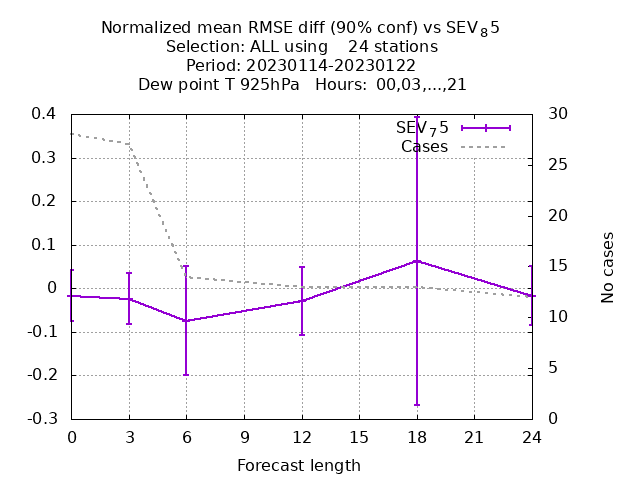 Normalized mean RMSE diff (90% conf) vs SEV₈5
Selection: ALL using    24 stations
Period: 20230114-20230122
Dew point T 925hPa   Hours: 00,03,...,21
SEV₇5
Cases
0.4
0.3
0.2
0.1
0
-0.1
-0.2
-0.3
30
25
20
15
10
5
0
No cases
0 3 6 9 12 15 18 21 24
Forecast length